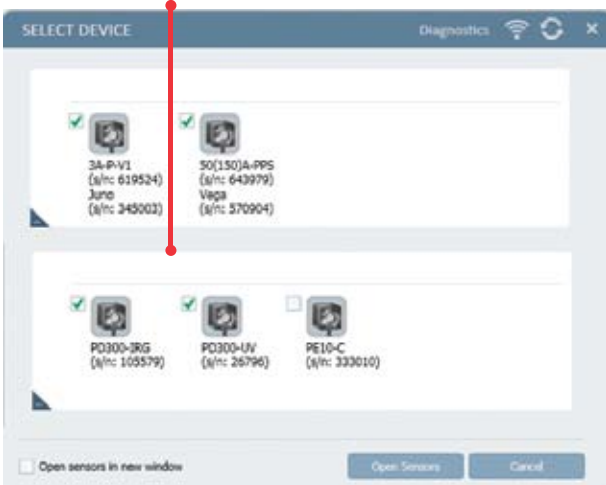 SELECT DEVICE Diagnostics
3A-P-V1 50(150)A-PPS
(s/n: 619524) (s/n: 643979)
Juno Vega
(s/n: 345003) (s/n: 570904)
PD300-IRG PD300-UV PE10-C
(s/n: 105579) (s/n: 26796) (s/n: 333010)
Open sensors in new window Open Sensors Cancel